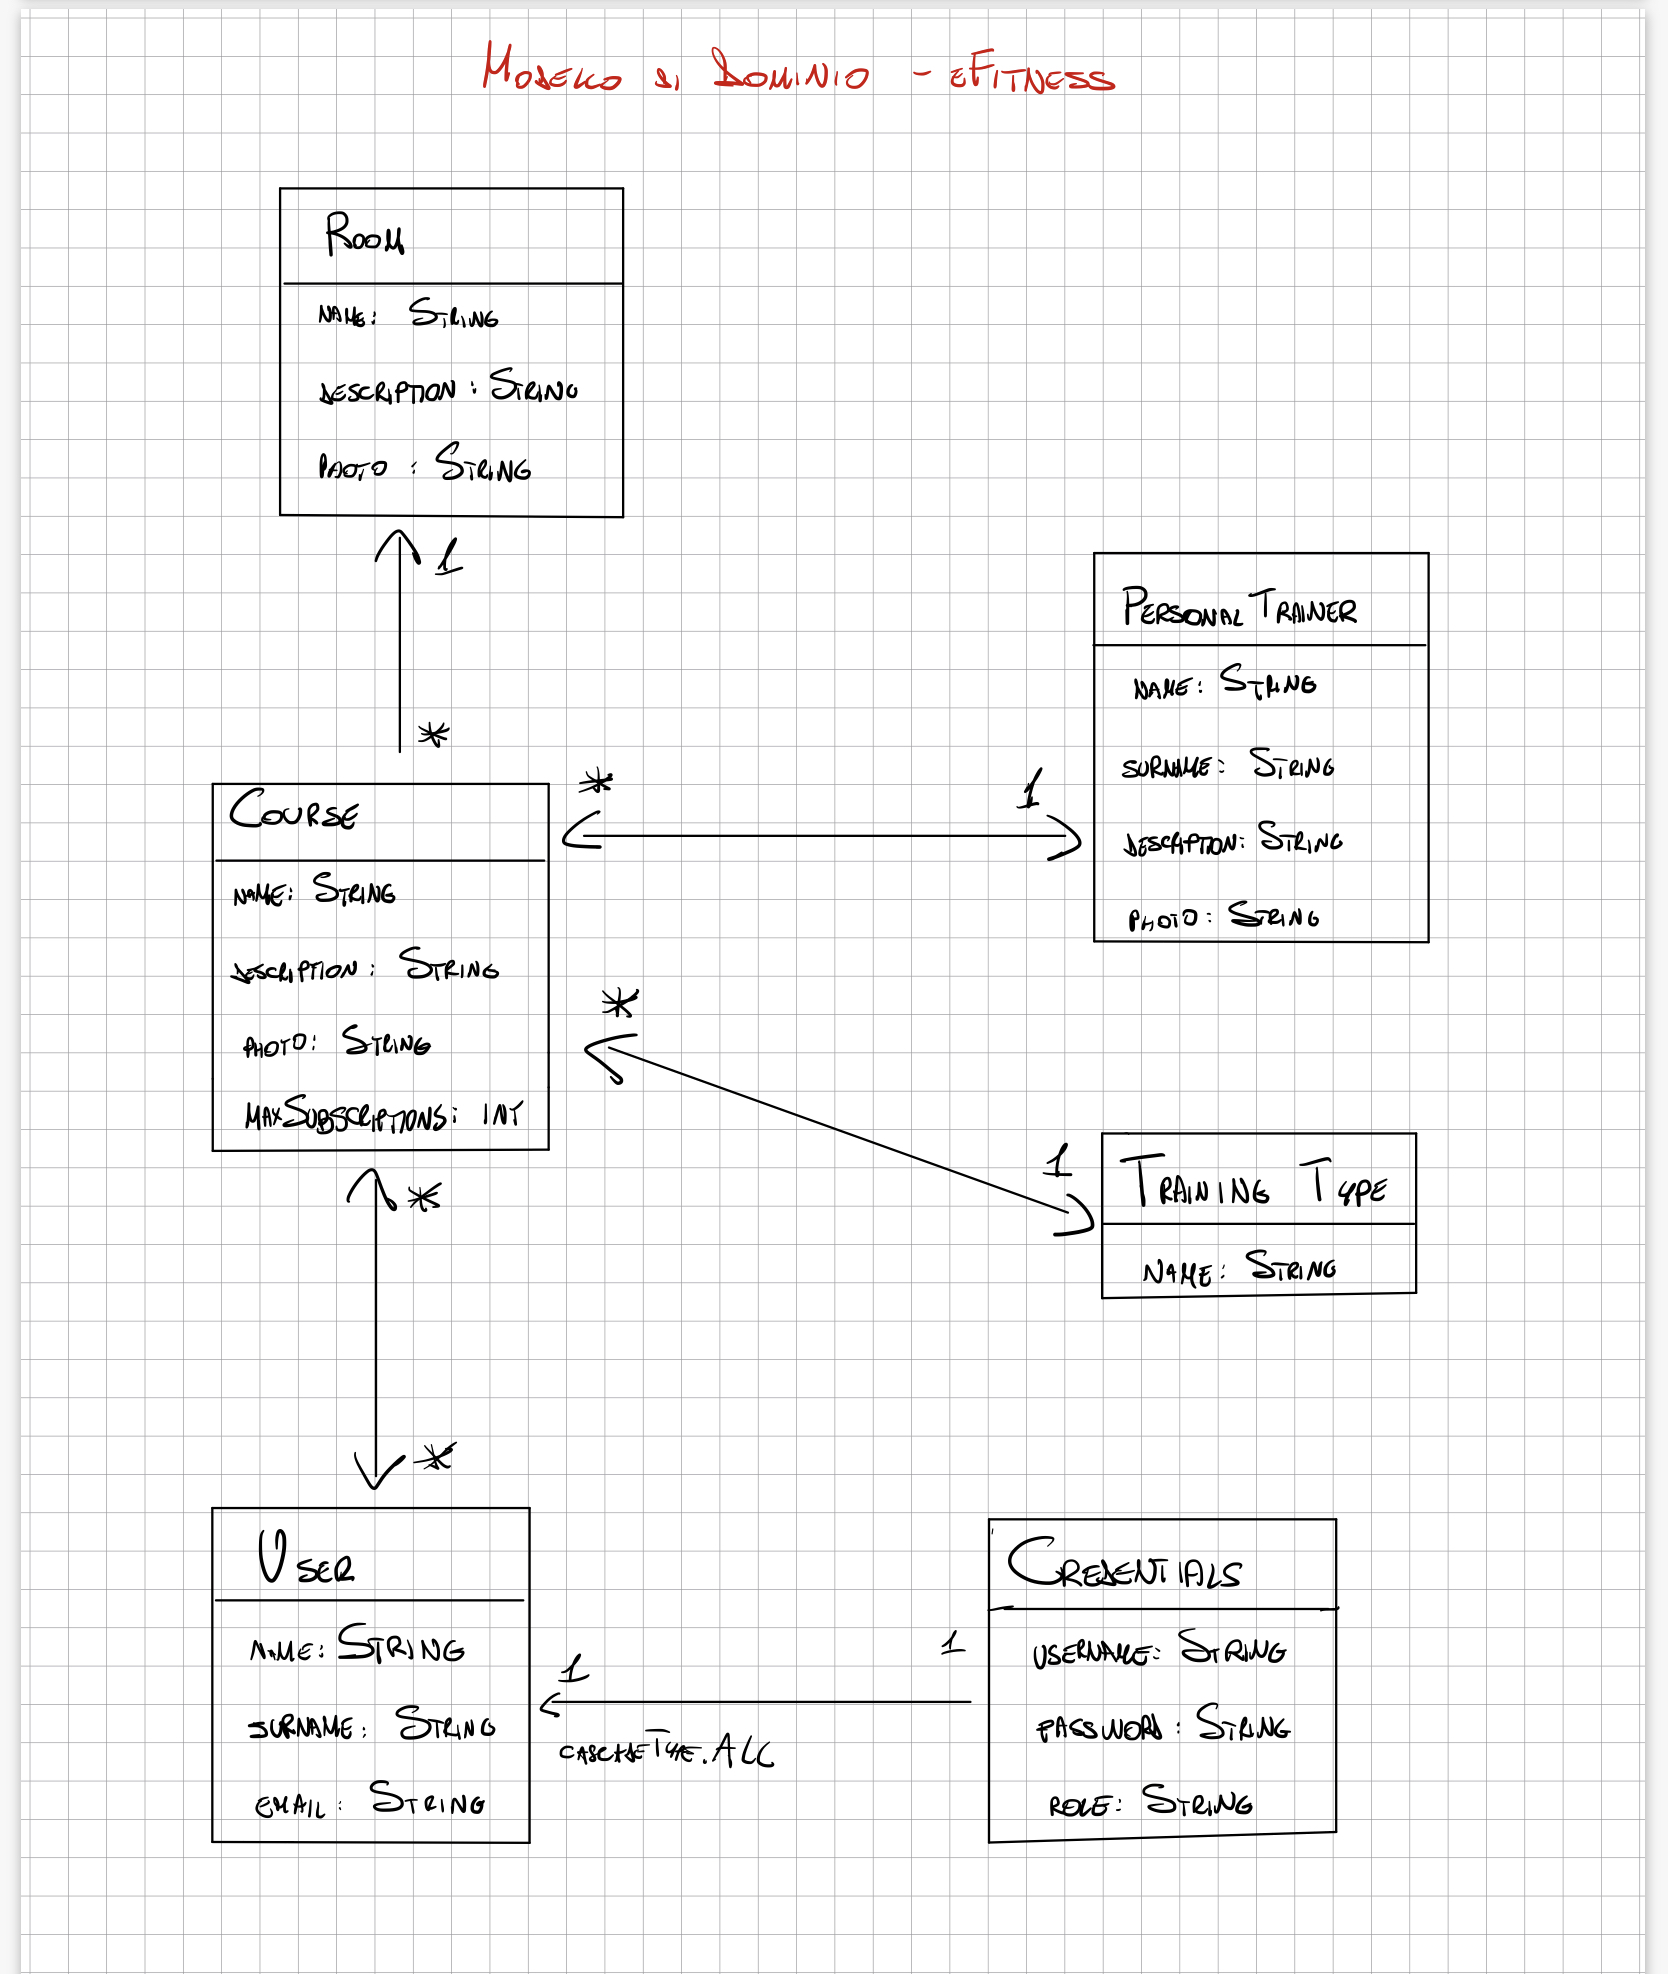 MODELLO DI DOMINIO - eFITNESS
ROOM
NAME: STRING
DESCRIPTION: STRING
PHOTO: STRING
1
*
PERSONAL TRAINER
NAME: STRING
SURNAME: STRING
DESCRIPTION: STRING
PHOTO: STRING
* 1
COURSE
NAME: STRING
DESCRIPTION: STRING
PHOTO: STRING
MAXSUBSCRIPTIONS: INT
*
1
TRAINING TYPE
NAME: STRING
*
*
USER
NAME: STRING
SURNAME: STRING
EMAIL: STRING
1 1
CASCADETYPE.ALL
CREDENTIALS
USERNAME: STRING
PASSWORD: STRING
ROLE: STRING